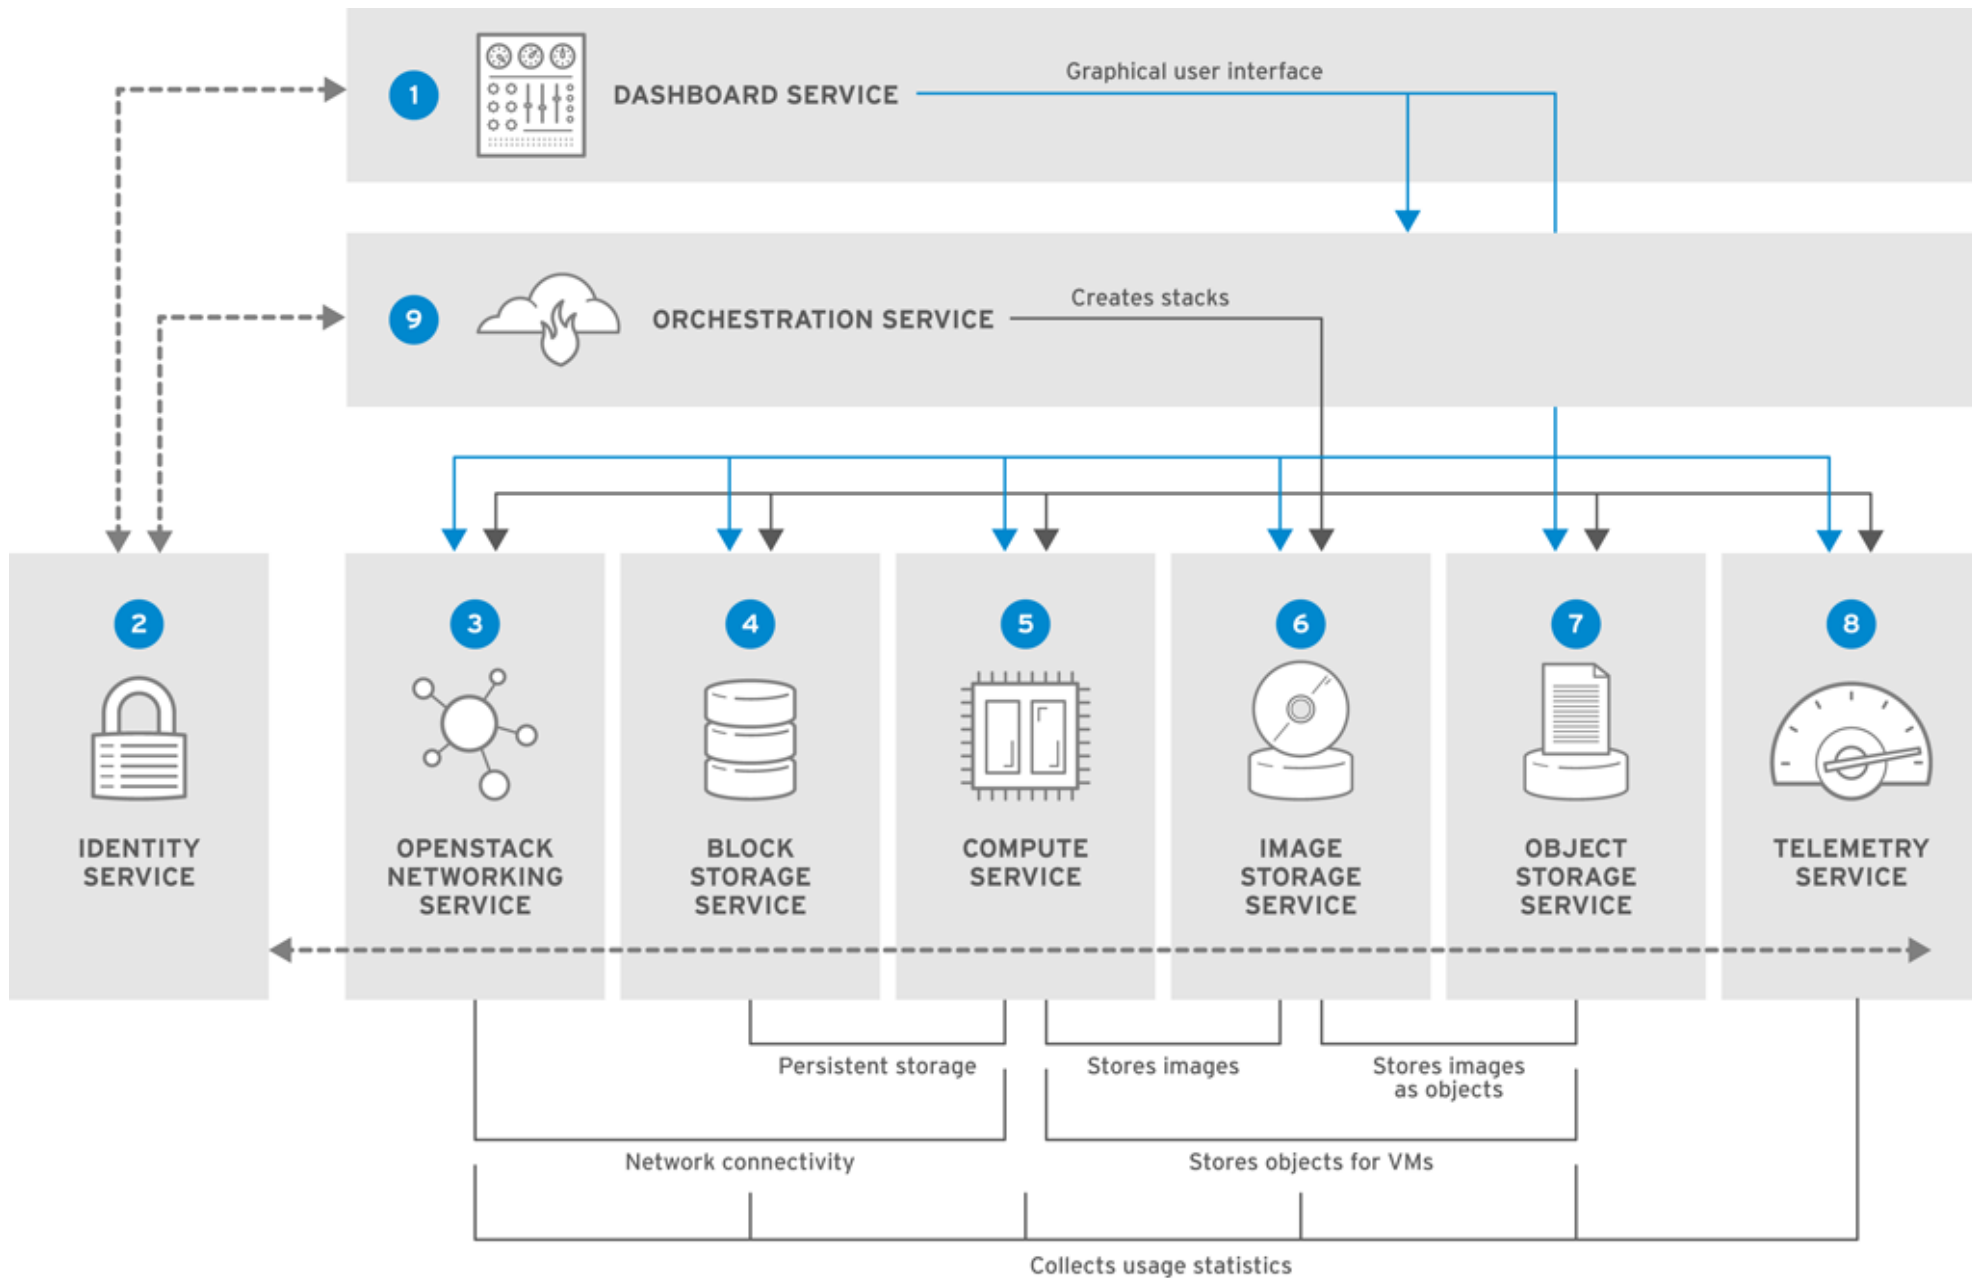 1
DASHBOARD SERVICE
Graphical user interface
9
ORCHESTRATION SERVICE
Creates stacks
2
IDENTITY
SERVICE
3
OPENSTACK
NETWORKING
SERVICE
4
BLOCK
STORAGE
SERVICE
5
COMPUTE
SERVICE
6
IMAGE
STORAGE
SERVICE
7
OBJECT
STORAGE
SERVICE
8
TELEMETRY
SERVICE
Persistent storage
Stores images
Stores images
as objects
Network connectivity
Stores objects for VMs
Collects usage statistics